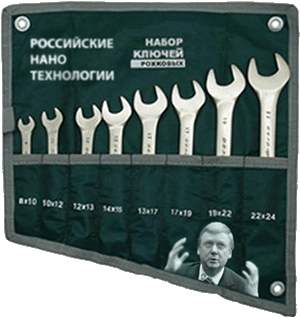 РОССИЙСКИЕ
НАНО
ТЕХНОЛОГИИ
НАБОР
КЛЮЧЕЙ
РОЖКОВЫХ
8x10 10x12 12x13 14x15 13x17 17x19 19x22 22x24